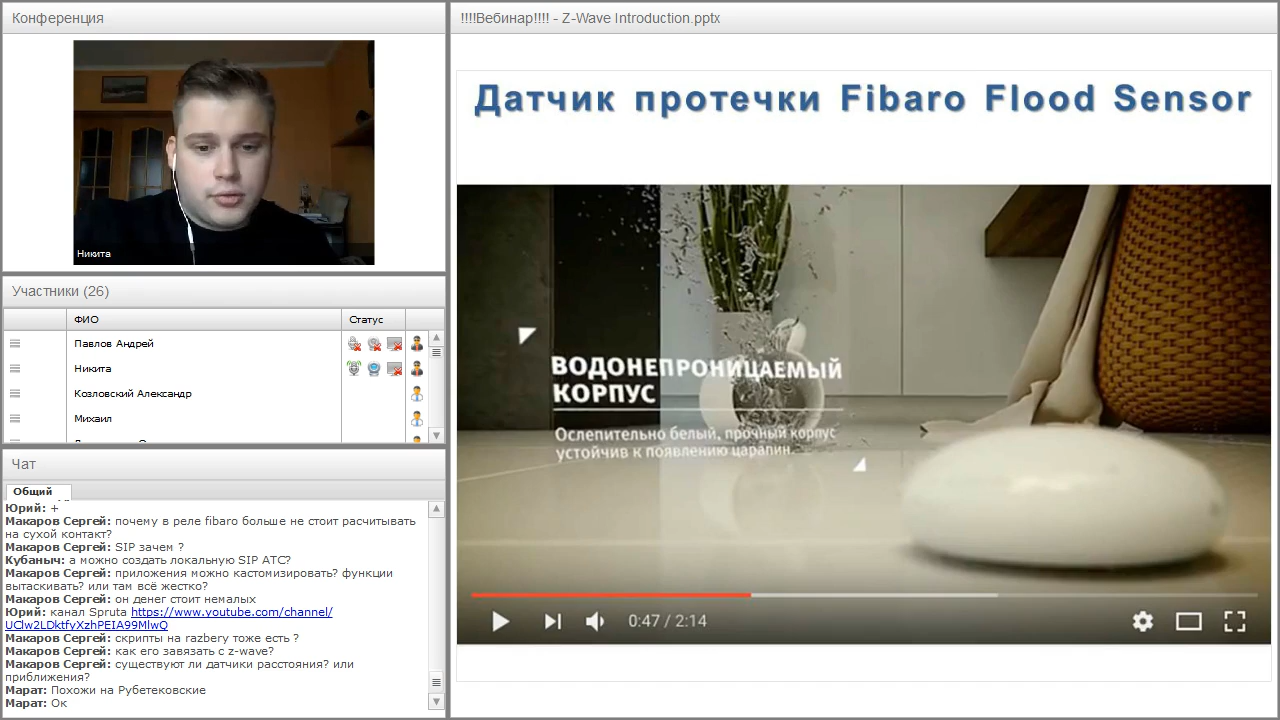 Конференция
Никита
Участники (26)
ФИО
Статус
Павлов Андрей
Никита
Козловский Александр
Михаил
Чат
Общий
Юрий: +
Макаров Сергей: почему в реле fibaro больше не стоит расчитывать
на сухой контакт?
Макаров Сергей: SIP зачем ?
Кубаныч: а можно создать локальную SIP АТС?
Макаров Сергей: приложения можно кастомизировать? функции
вытаскивать? или там всё жестко?
Макаров Сергей: он денег стоит немалых
Юрий: канал Spruta https://www.youtube.com/channel/
UClw2LDktfyXzhPEIA99MlwQ
Макаров Сергей: скрипты на razbery тоже есть ?
Макаров Сергей: как его завязать с z-wave?
Макаров Сергей: существуют ли датчики расстояния? или
приближения?
Марат: Похожи на Рубетековские
Марат: Ок
!!!!Вебинар!!!! - Z-Wave Introduction.pptx
Датчик протечки Fibaro Flood Sensor
ВОДОНЕПРОНИЦАЕМЫЙ
КОРПУС
Ослепительно белый, прочный корпус
устойчив к появлению царапин.
0:47 / 2:14